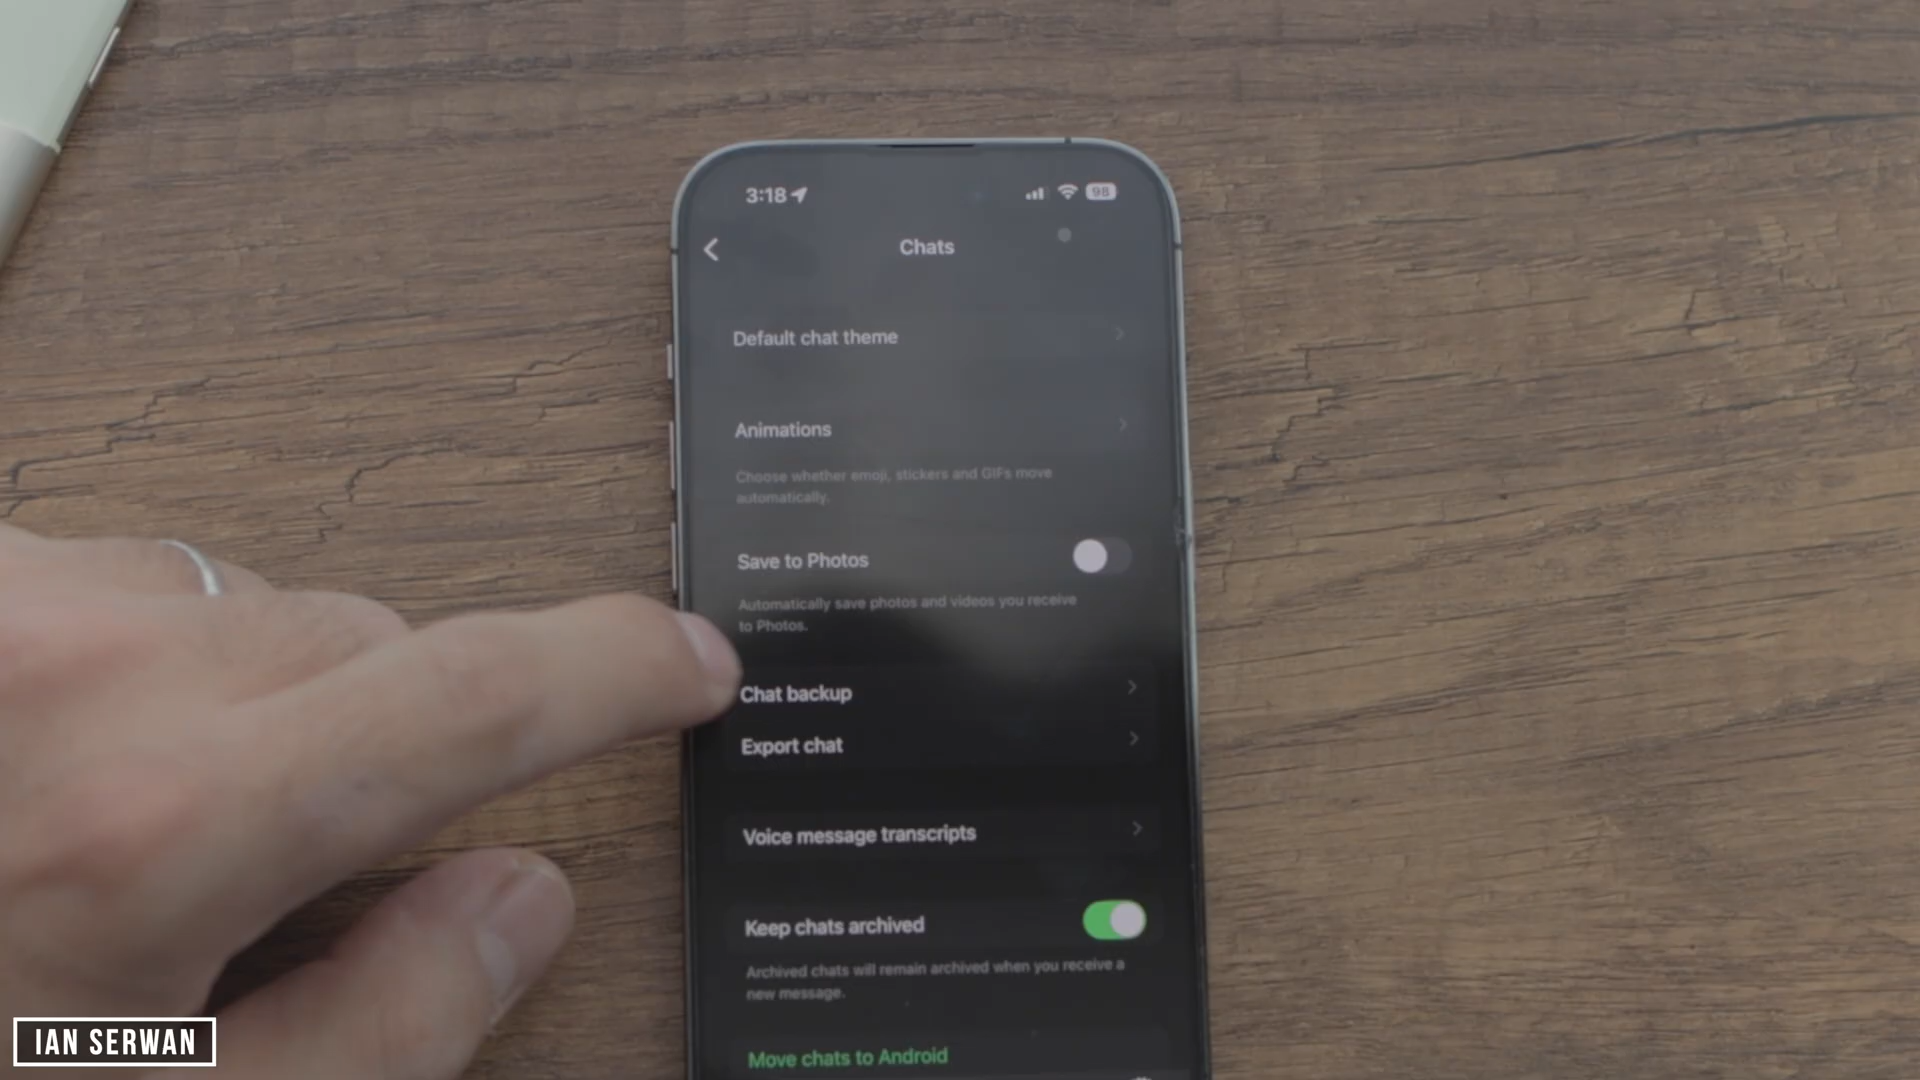 3:18
98
Chats
Default chat theme
Animations
Choose whether emoji, stickers and GIFs move
automatically.
Save to Photos
Automatically save photos and videos you receive
to Photos.
Chat backup
Export chat
Voice message transcripts
Keep chats archived
Archived chats will remain archived when you receive a
new message.
Move chats to Android
IAN SERWAN